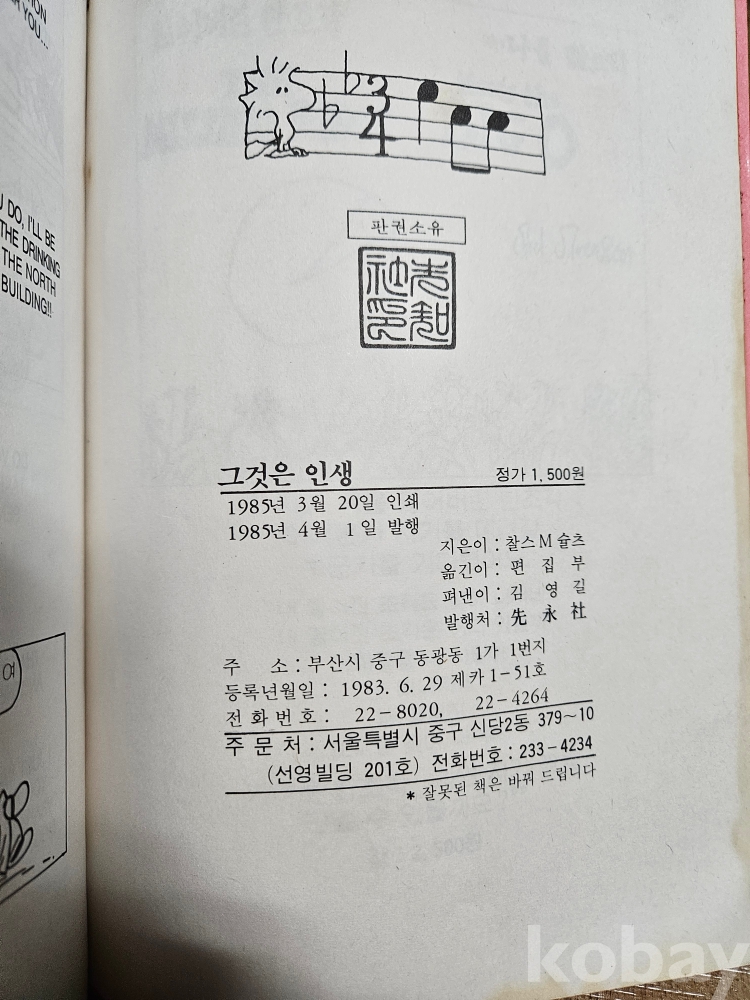 ION
R YOU...
U DO, I'LL BE
THE DRINKING
THE NORTH
BUILDING!!
여
3
4
판권소유
그것은 인생 정가 1,500원
1985년 3월 20일 인쇄
1985년 4월 1일 발행
지은이 : 찰스 M 슐츠
옮긴이 : 편 집 부
펴낸이 : 김 영 길
발행처 : 先 永 社
주 소 : 부산시 중구 동광동 1가 1번지
등록년월일 : 1983. 6. 29 제카1-51호
전화번호 : 22-8020, 22-4264
주문처 : 서울특별시 중구 신당2동 379~10
(선영빌딩 201호) 전화번호 : 233-4234
* 잘못된 책은 바꿔 드립니다
kobay